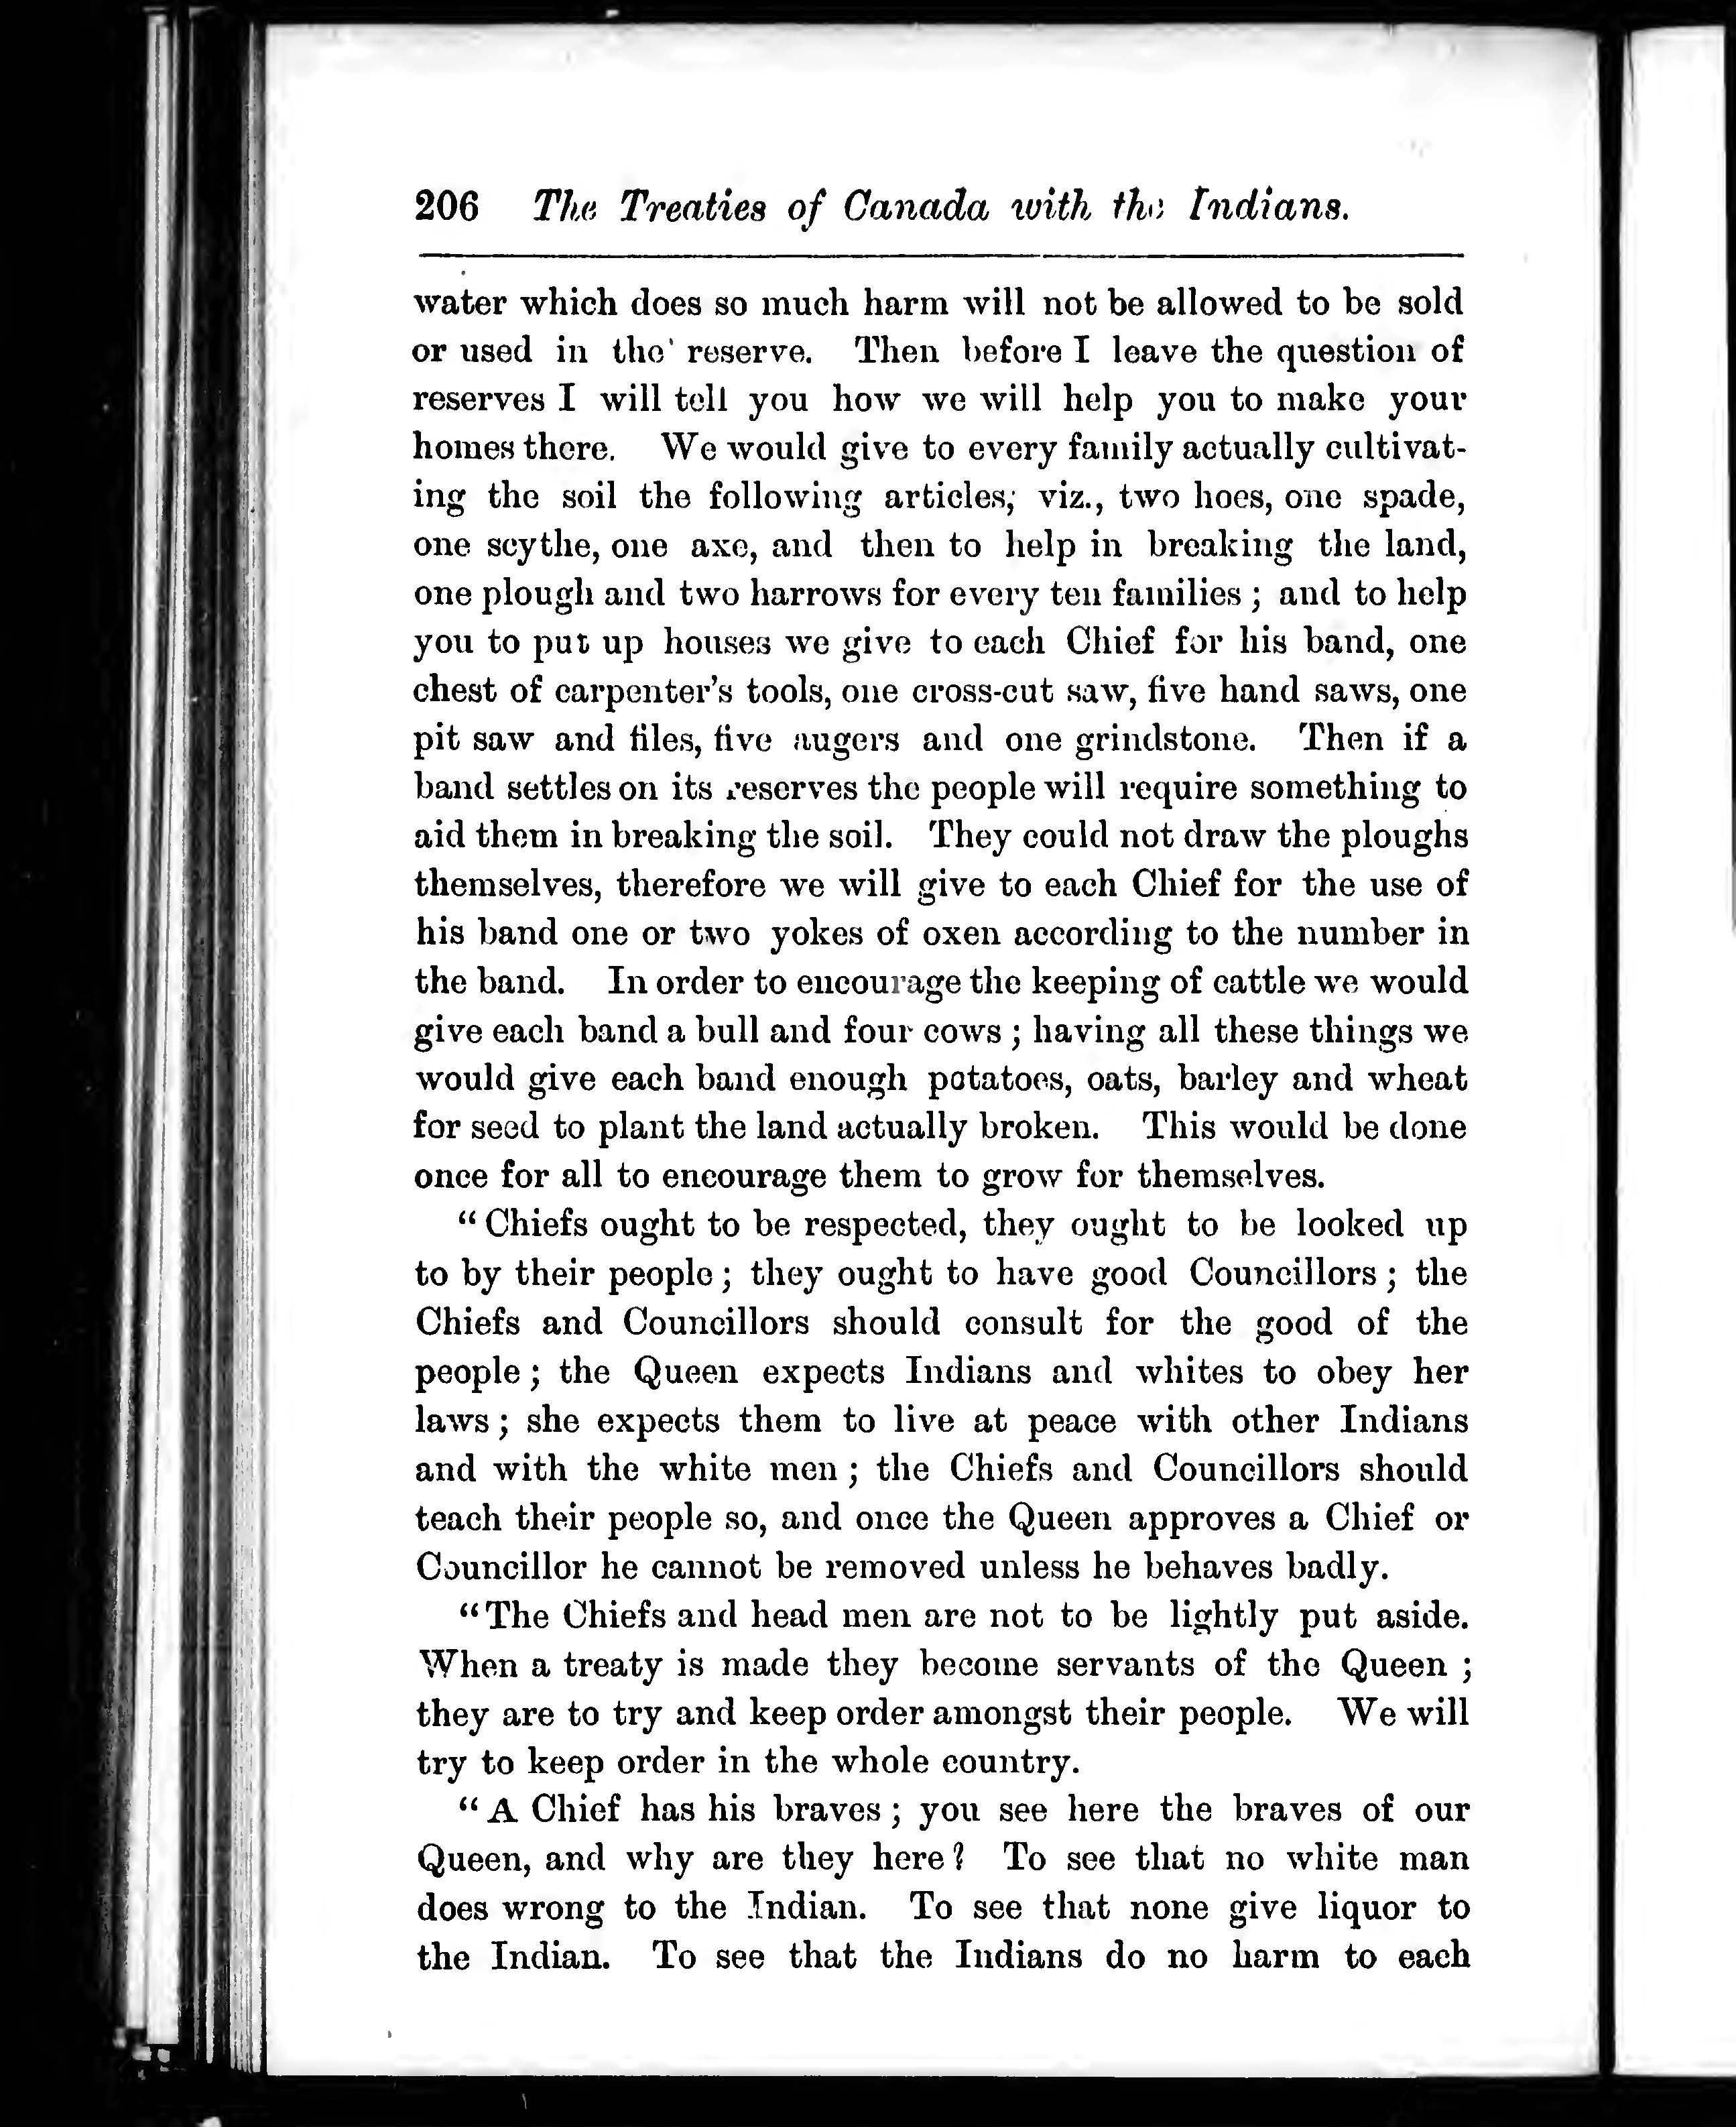 206 The Treaties of Canada with the Indians.
water which does so much harm will not be allowed to be sold
or used in the reserve. Then before I leave the question of
reserves I will tell you how we will help you to make your
homes there. We would give to every family actually cultivat-
ing the soil the following articles, viz., two hoes, one spade,
one scythe, one axe, and then to help in breaking the land,
one plough and two harrows for every ten families ; and to help
you to put up houses we give to each Chief for his band, one
chest of carpenter's tools, one cross-cut saw, five hand saws, one
pit saw and files, five augers and one grindstone. Then if a
band settles on its reserves the people will require something to
aid them in breaking the soil. They could not draw the ploughs
themselves, therefore we will give to each Chief for the use of
his band one or two yokes of oxen according to the number in
the band. In order to encourage the keeping of cattle we would
give each band a bull and four cows ; having all these things we
would give each band enough potatoes, oats, barley and wheat
for seed to plant the land actually broken. This would be done
once for all to encourage them to grow for themselves.
" Chiefs ought to be respected, they ought to be looked up
to by their people ; they ought to have good Councillors ; the
Chiefs and Councillors should consult for the good of the
people ; the Queen expects Indians and whites to obey her
laws ; she expects them to live at peace with other Indians
and with the white men ; the Chiefs and Councillors should
teach their people so, and once the Queen approves a Chief or
Councillor he cannot be removed unless he behaves badly.
"The Chiefs and head men are not to be lightly put aside.
When a treaty is made they become servants of the Queen ;
they are to try and keep order amongst their people. We will
try to keep order in the whole country.
" A Chief has his braves ; you see here the braves of our
Queen, and why are they here ? To see that no white man
does wrong to the Indian. To see that none give liquor to
the Indian. To see that the Indians do no harm to each